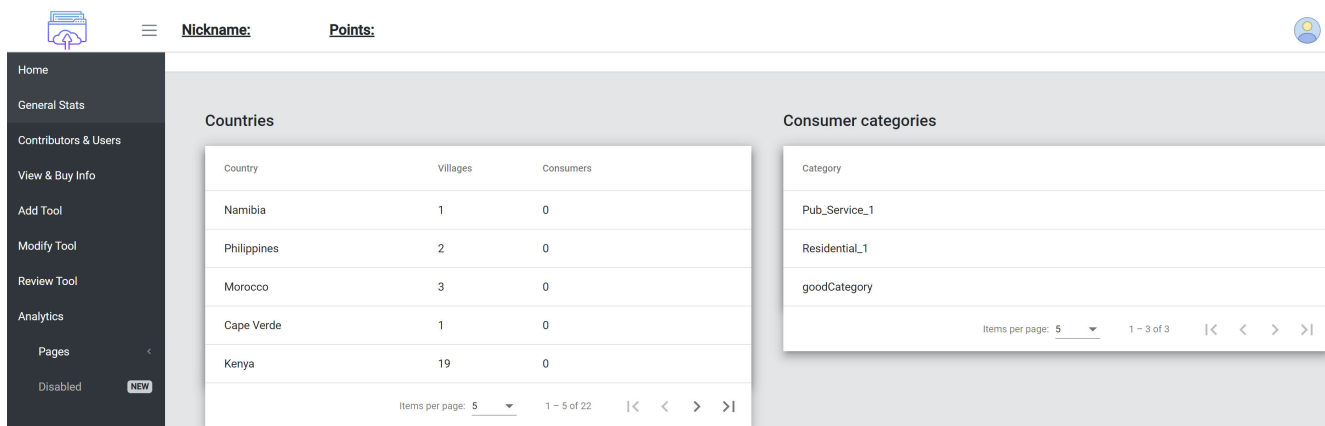 Nickname: Points:
Home
General Stats
Contributors & Users
View & Buy Info
Add Tool
Modify Tool
Review Tool
Analytics
Pages
Disabled NEW
Countries
Country Villages Consumers
Namibia 1 0
Philippines 2 0
Morocco 3 0
Cape Verde 1 0
Kenya 19 0
Items per page: 5 1 – 5 of 22
Consumer categories
Category
Pub_Service_1
Residential_1
goodCategory
Items per page: 5 1 – 3 of 3